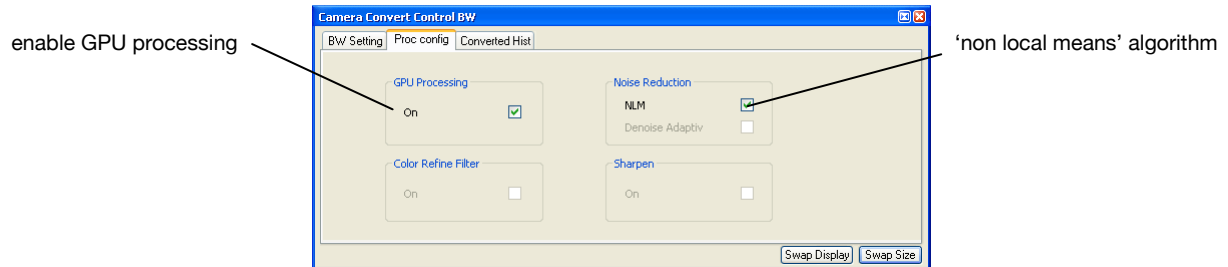 Camera Convert Control BW
BW Setting Proc config Converted Hist
enable GPU processing
'non local means' algorithm
GPU Processing
On
Noise Reduction
NLM
Denoise Adaptiv
Color Refine Filter
On
Sharpen
On
Swap Display Swap Size